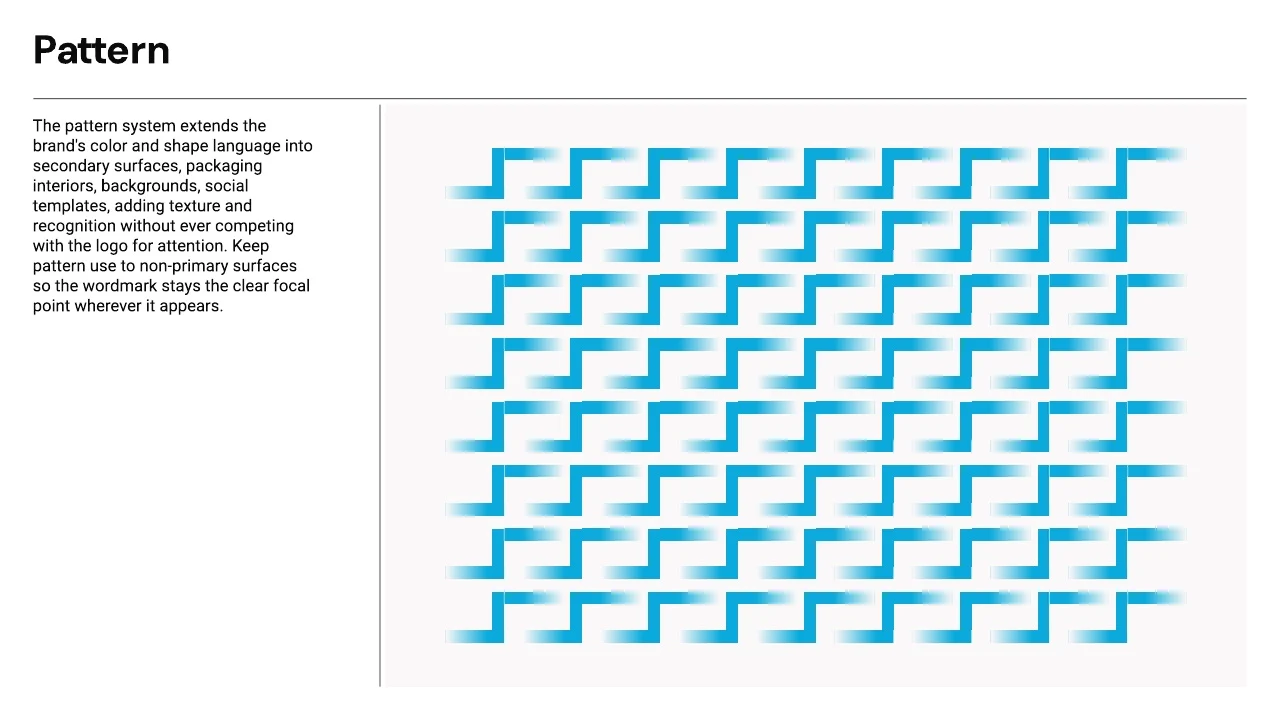 Pattern
The pattern system extends the
brand's color and shape language into
secondary surfaces, packaging
interiors, backgrounds, social
templates, adding texture and
recognition without ever competing
with the logo for attention. Keep
pattern use to non-primary surfaces
so the wordmark stays the clear focal
point wherever it appears.